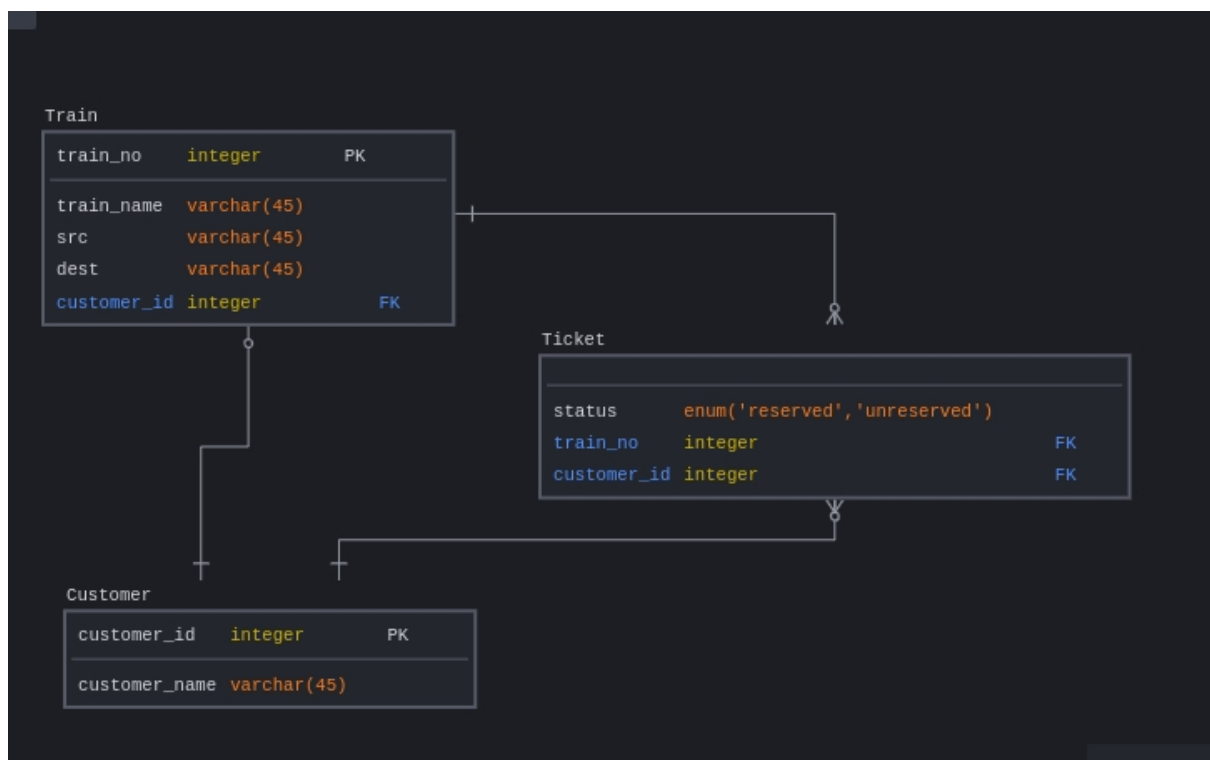 Train
train_no integer PK
train_name varchar(45)
src varchar(45)
dest varchar(45)
customer_id integer FK
Ticket
status enum('reserved','unreserved')
train_no integer FK
customer_id integer FK
Customer
customer_id integer PK
customer_name varchar(45)